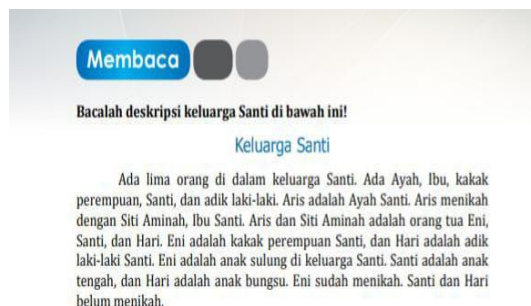 Membaca
Bacalah deskripsi keluarga Santi di bawah ini!
Keluarga Santi
Ada lima orang di dalam keluarga Santi. Ada Ayah, Ibu, kakak
perempuan, Santi, dan adik laki-laki. Aris adalah Ayah Santi. Aris menikah
dengan Siti Aminah, Ibu Santi. Aris dan Siti Aminah adalah orang tua Eni,
Santi, dan Hari. Eni adalah kakak perempuan Santi, dan Hari adalah adik
laki-laki Santi. Eni adalah anak sulung di keluarga Santi. Santi adalah anak
tengah, dan Hari adalah anak bungsu. Eni sudah menikah. Santi dan Hari
belum menikah.